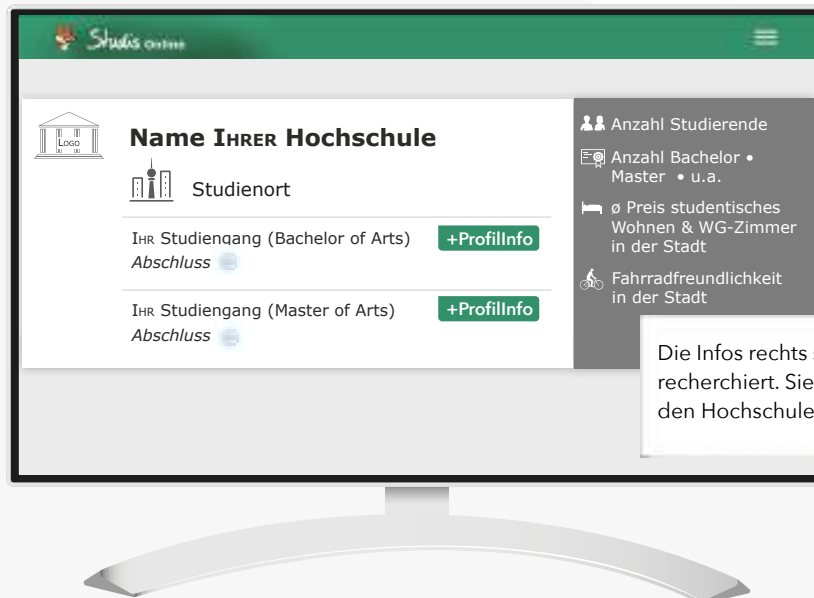 Studis Online
Logo
Name IHRER Hochschule
Studienort
IHR Studiengang (Bachelor of Arts)
+ProfilInfo
Abschluss
IHR Studiengang (Master of Arts)
+ProfilInfo
Abschluss
Anzahl Studierende
Anzahl Bachelor •
Master • u.a.
ø Preis studentisches
Wohnen & WG-Zimmer
in der Stadt
Fahrradfreundlichkeit
in der Stadt
Die Infos rechts
recherchiert. Sie
den Hochschule